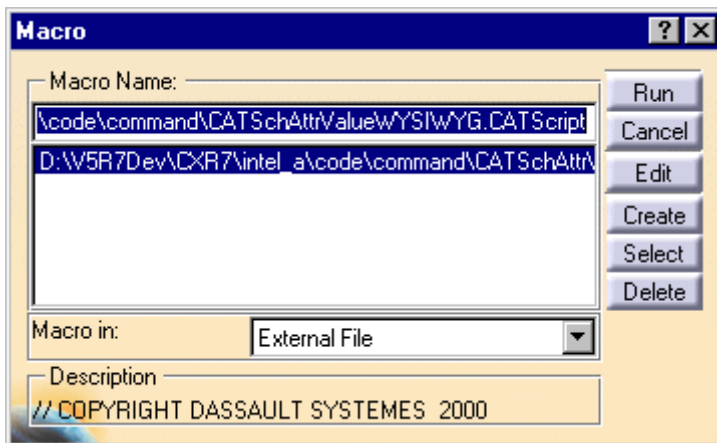 Macro
Macro Name:
\code\command\CATSchAttrValueWYSIWYG.CATScript
D:\V5R7Dev\CXR7\intel_a\code\command\CATSchAttr\
Run
Cancel
Edit
Create
Select
Delete
Macro in:
External File
Description
// COPYRIGHT DASSAULT SYSTEMES 2000